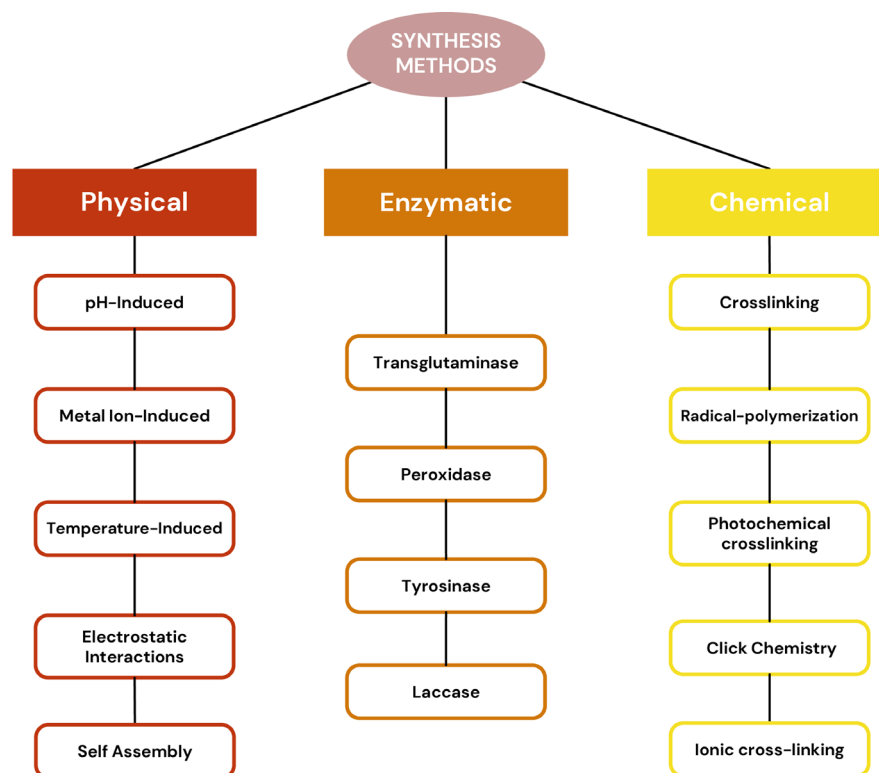 SYNTHESIS
METHODS
Physical
Enzymatic
Chemical
pH-Induced
Metal Ion-Induced
Temperature-Induced
Electrostatic
Interactions
Self Assembly
Transglutaminase
Peroxidase
Tyrosinase
Laccase
Crosslinking
Radical-polymerization
Photochemical
crosslinking
Click Chemistry
Ionic cross-linking